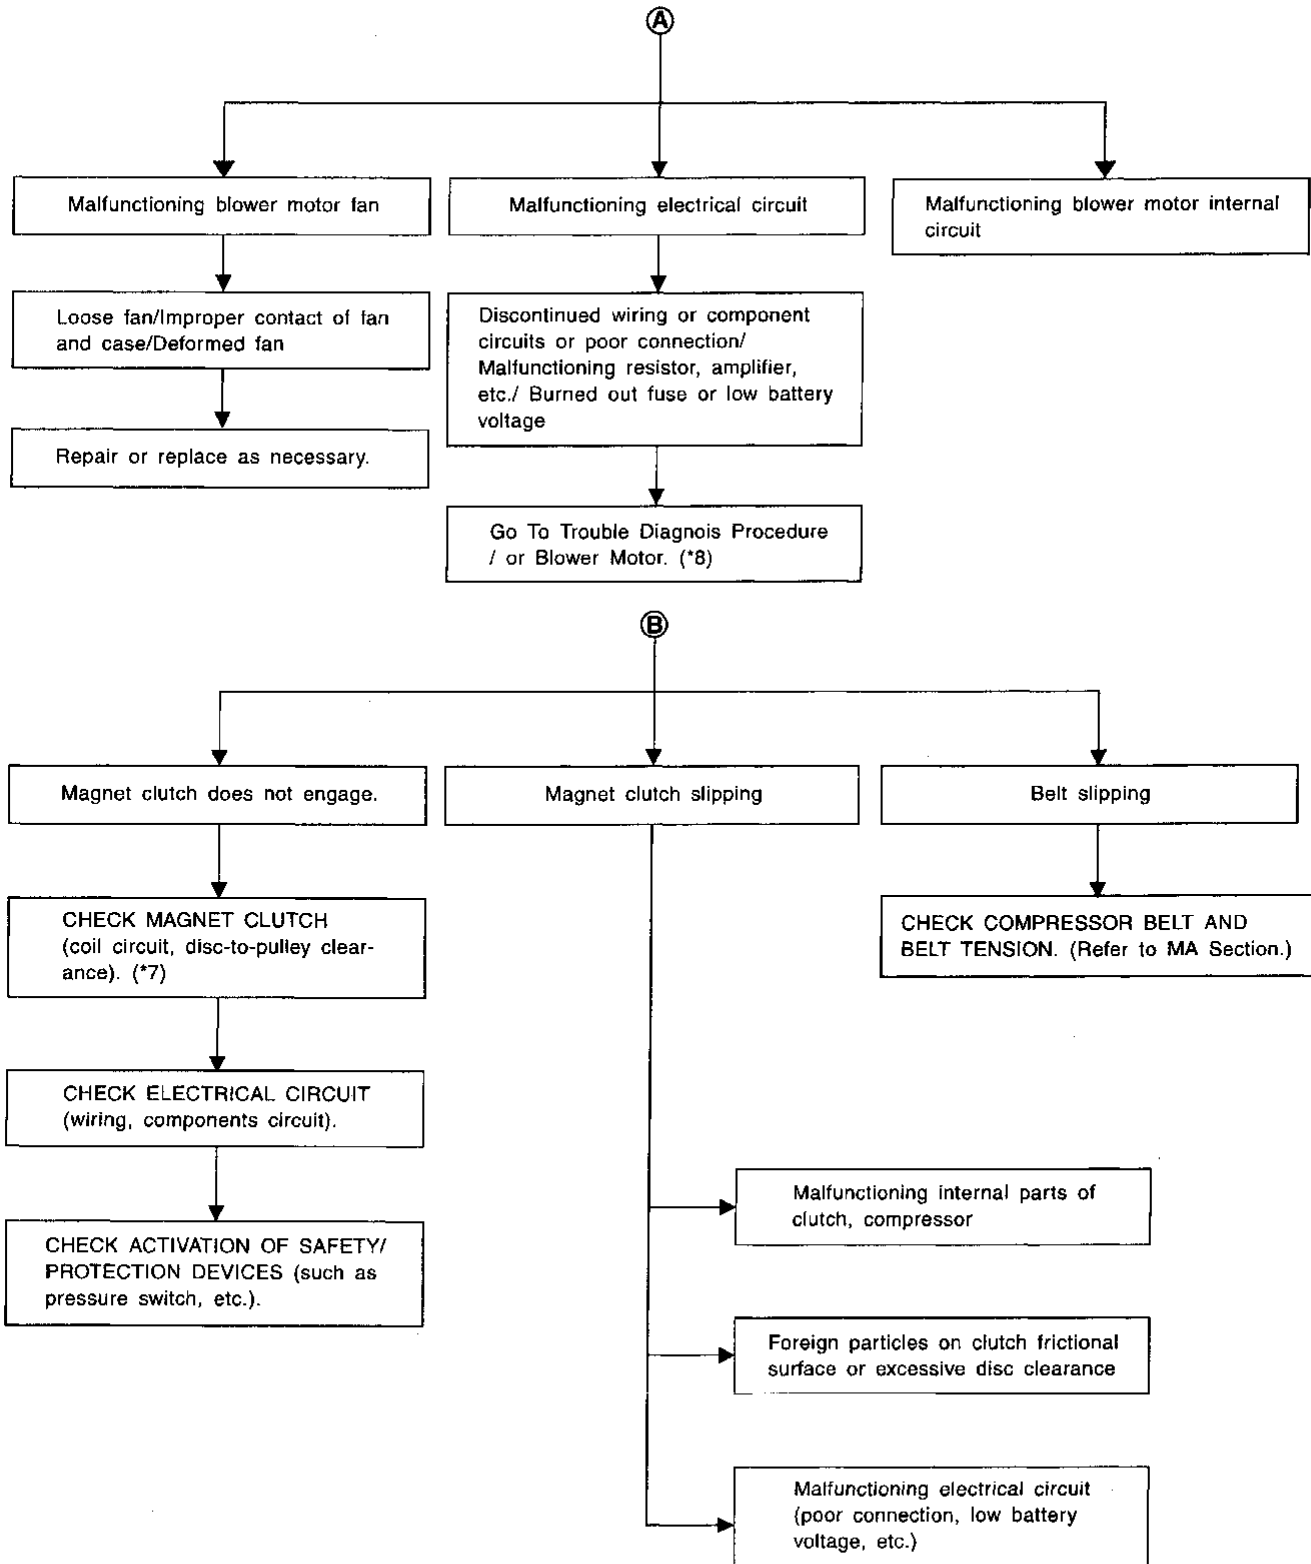 A
Malfunctioning blower motor fan
Malfunctioning electrical circuit
Malfunctioning blower motor internal
circuit
Loose fan/Improper contact of fan
and case/Deformed fan
Discontinued wiring or component
circuits or poor connection/
Malfunctioning resistor, amplifier,
etc./ Burned out fuse or low battery
voltage
Repair or replace as necessary.
Go To Trouble Diagnois Procedure
/ or Blower Motor. (*8)
B
Magnet clutch does not engage.
Magnet clutch slipping
Belt slipping
CHECK MAGNET CLUTCH
(coil circuit, disc-to-pulley clear-
ance). (*7)
CHECK COMPRESSOR BELT AND
BELT TENSION. (Refer to MA Section.)
CHECK ELECTRICAL CIRCUIT
(wiring, components circuit).
CHECK ACTIVATION OF SAFETY/
PROTECTION DEVICES (such as
pressure switch, etc.).
Malfunctioning internal parts of
clutch, compressor
Foreign particles on clutch frictional
surface or excessive disc clearance
Malfunctioning electrical circuit
(poor connection, low battery
voltage, etc.)